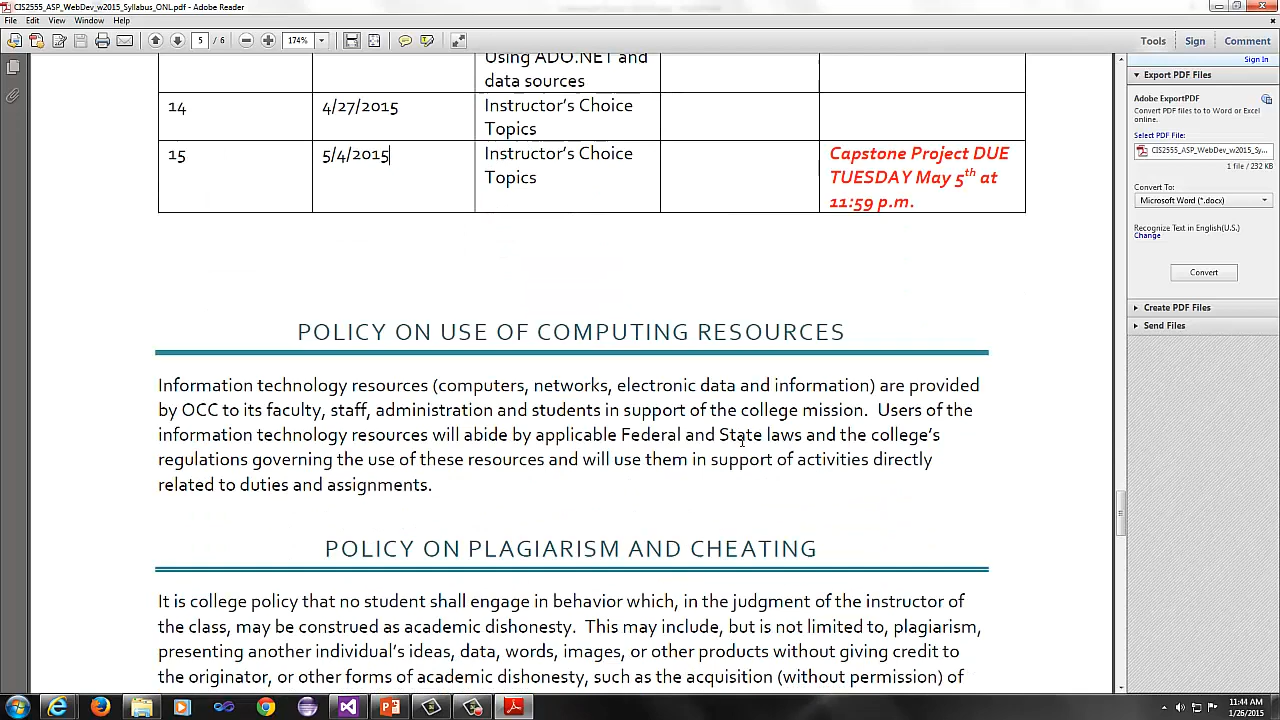 CIS2555_ASP_WebDev_w2015_Syllabus_ONL.pdf - Adobe Reader
File Edit View Window Help
5 / 6 174% Tools Sign Comment
Sign In
Export PDF Files
Adobe ExportPDF
Convert PDF files to to Word or Excel
online.
Select PDF File:
CIS2555_ASP_WebDev_w2015_Sy...
1 file / 232 KB
Convert To:
Microsoft Word (*.docx)
Recognize Text in English(U.S.)
Change
Convert
Create PDF Files
Send Files
Using ADO.NET and
data sources
14 4/27/2015 Instructor's Choice
Topics
15 5/4/2015 Instructor's Choice Capstone Project DUE
Topics TUESDAY May 5th at
11:59 p.m.
POLICY ON USE OF COMPUTING RESOURCES
Information technology resources (computers, networks, electronic data and information) are provided
by OCC to its faculty, staff, administration and students in support of the college mission. Users of the
information technology resources will abide by applicable Federal and State laws and the college's
regulations governing the use of these resources and will use them in support of activities directly
related to duties and assignments.
POLICY ON PLAGIARISM AND CHEATING
It is college policy that no student shall engage in behavior which, in the judgment of the instructor of
the class, may be construed as academic dishonesty. This may include, but is not limited to, plagiarism,
presenting another individual's ideas, data, words, images, or other products without giving credit to
the originator, or other forms of academic dishonesty, such as the acquisition (without permission) of
11:44 AM
1/26/2015